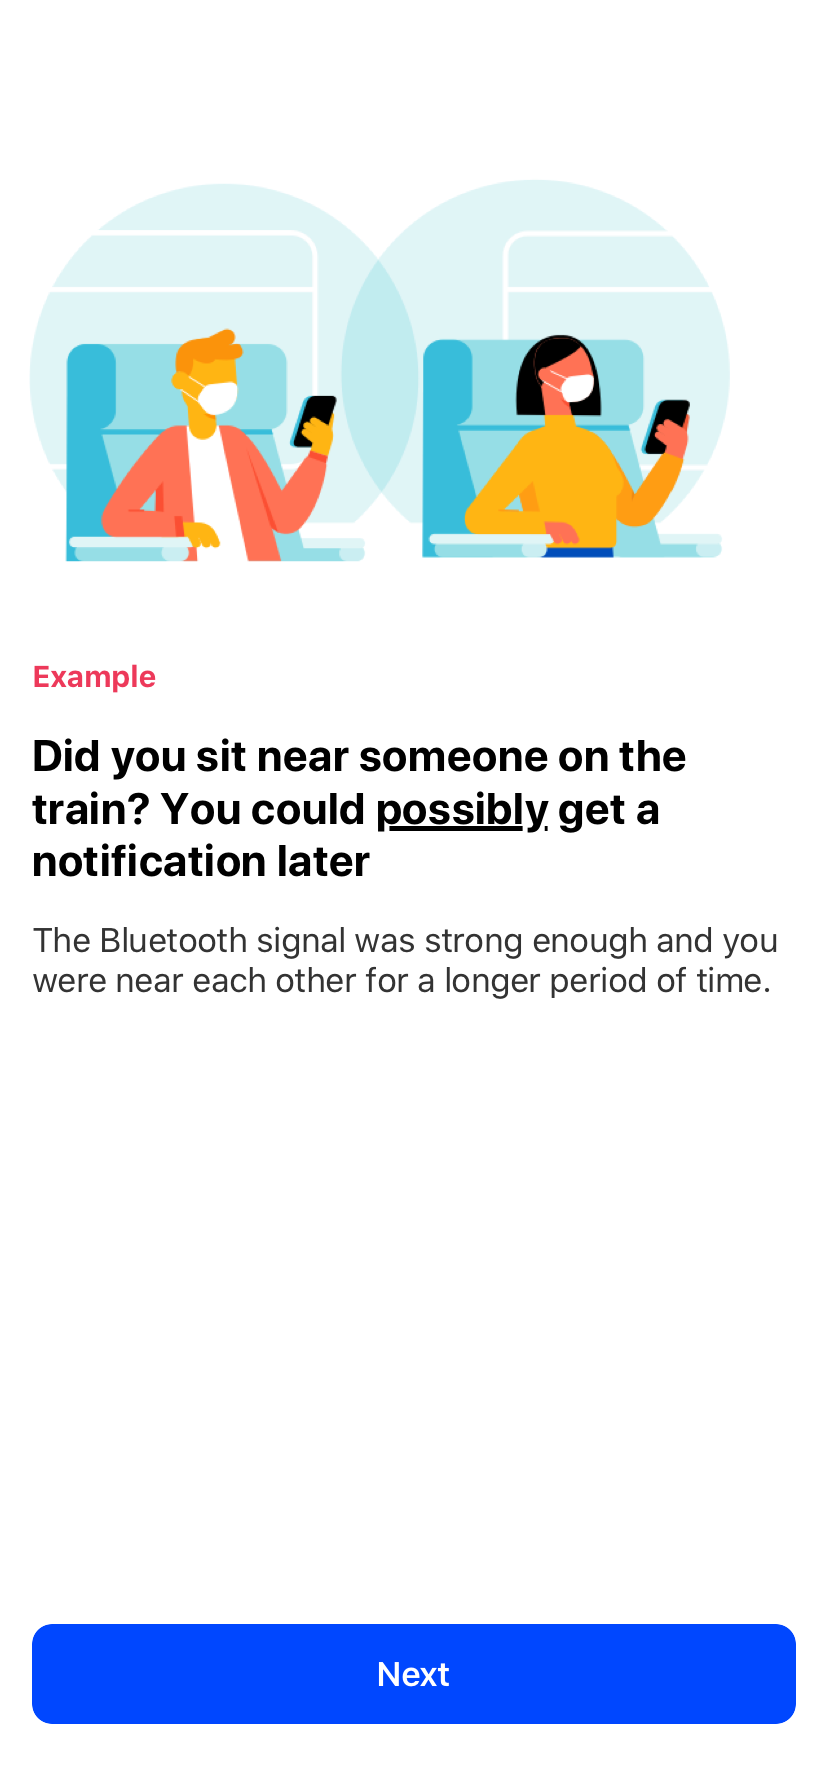 Example
Did you sit near someone on the
train? You could possibly get a
notification later
The Bluetooth signal was strong enough and you
were near each other for a longer period of time.
Next